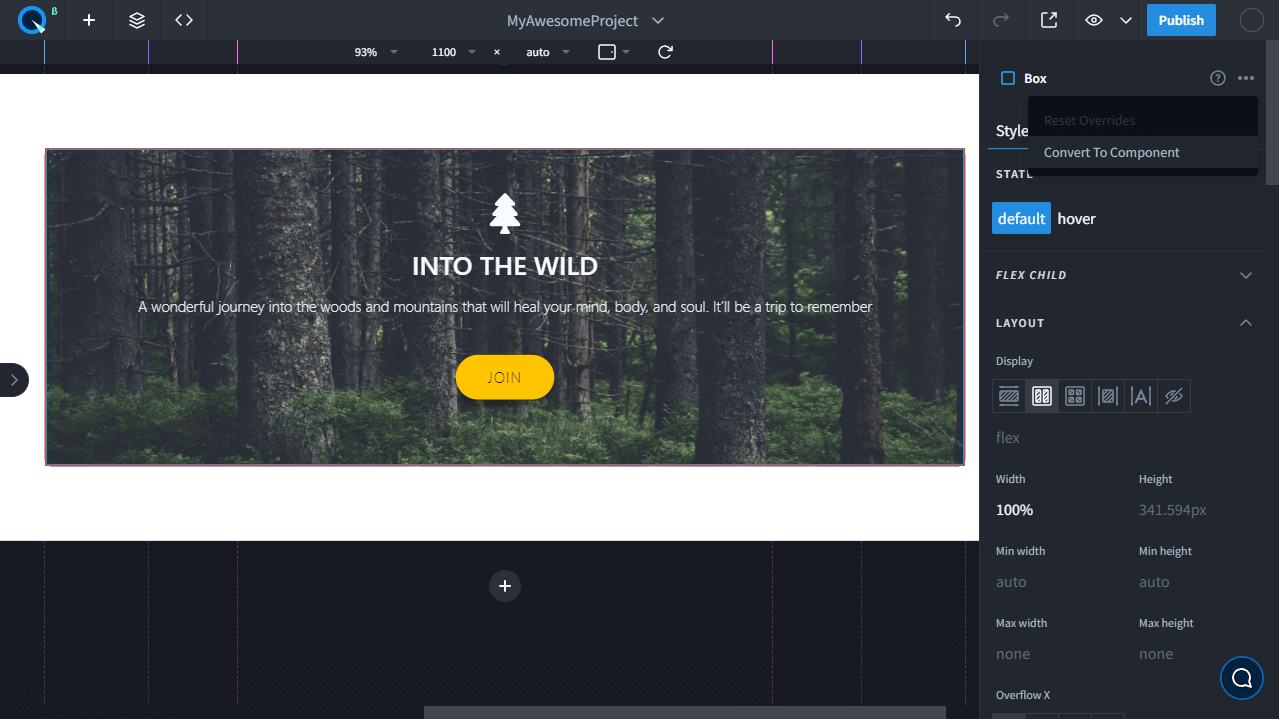 β
MyAwesomeProject
Publish
93%
1100
×
auto
Box
Reset Overrides
Style
Convert To Component
STATE
default
hover
INTO THE WILD
A wonderful journey into the woods and mountains that will heal your mind, body, and soul. It'll be a trip to remember
JOIN
FLEX CHILD
LAYOUT
Display
flex
Width
Height
100%
341.594px
Min width
Min height
auto
auto
Max width
Max height
none
none
Overflow X